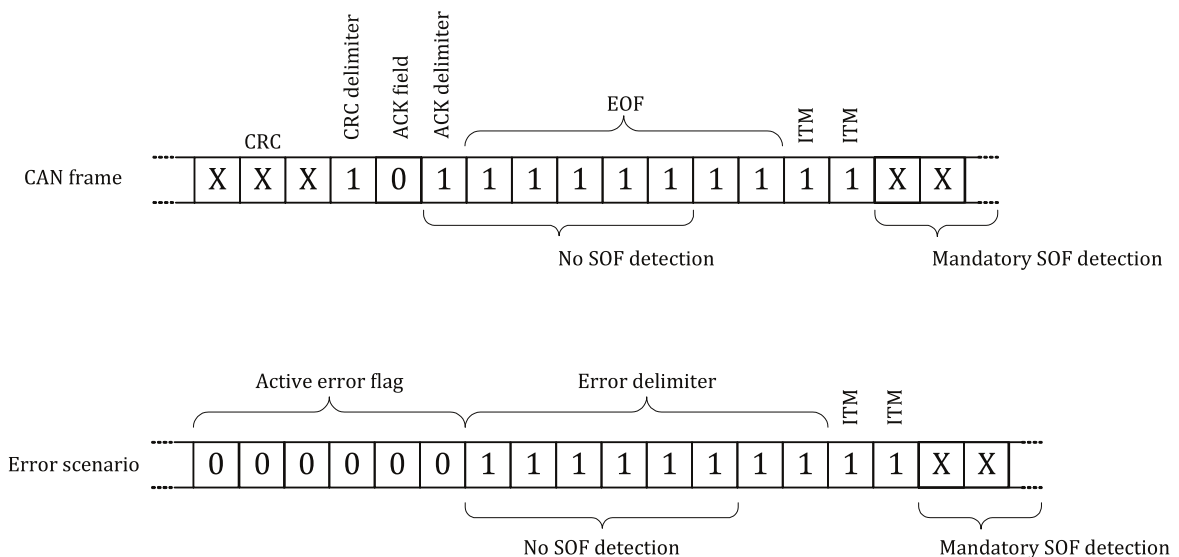 CRC delimiter
ACK field
ACK delimiter
CRC
EOF
ITM
ITM
CAN frame
X X X 1 0 1 1 1 1 1 1 1 1 1 1 X X
No SOF detection
Mandatory SOF detection
Active error flag
Error delimiter
ITM
ITM
Error scenario
0 0 0 0 0 0 1 1 1 1 1 1 1 1 1 1 X X
No SOF detection
Mandatory SOF detection